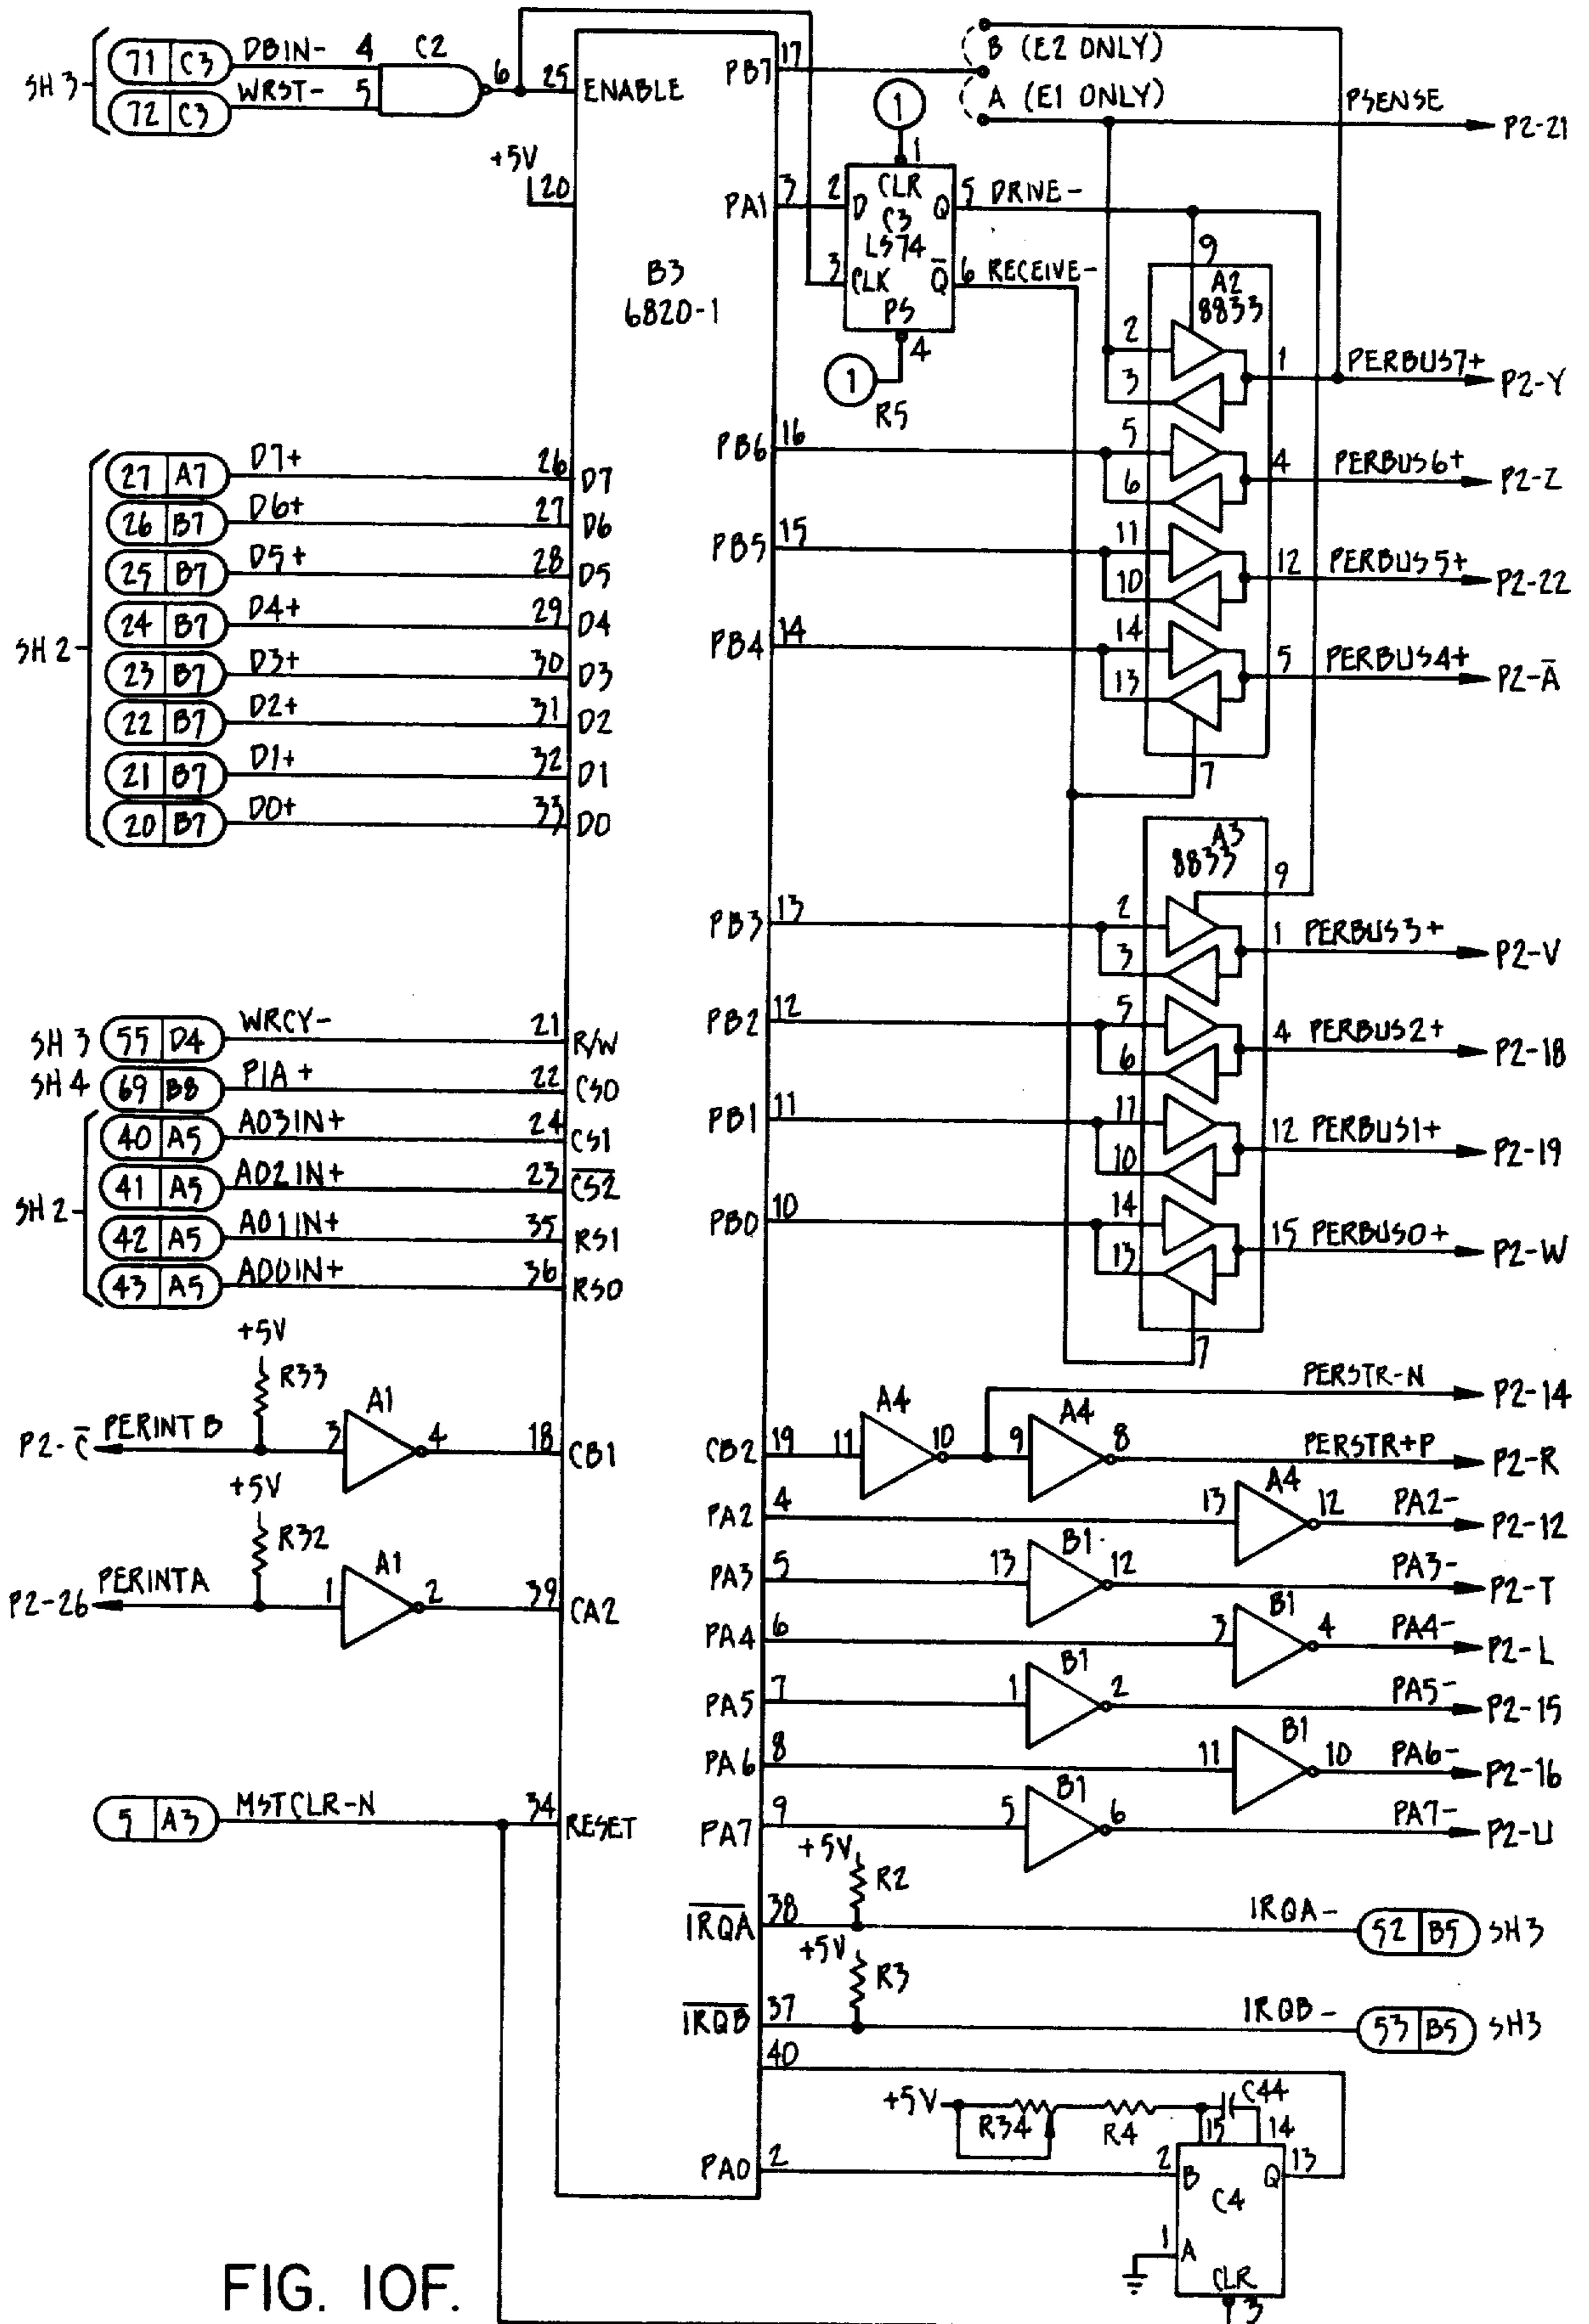 SH 3
71 C3 DBIN- 4 C2
72 C3 WRST- 5
6 25 ENABLE
+5V
20
B3
6820-1
PB7 17
B (E2 ONLY)
A (E1 ONLY)
PSENSE P2-21
1
1
PA1 3 2 D CLR Q 5 DRIVE-
C3
LS74
3 CLK Q̅ 6 RECEIVE-
PS
4
1
R5
9
A2
8833
2
3
1 PERBUS7+ P2-Y
PB6 16
5
6
4 PERBUS6+ P2-Z
PB5 15
11
10
12 PERBUS5+ P2-22
PB4 14
14
13
5 PERBUS4+ P2-A̅
7
SH 2
27 A7 D7+ 26 D7
26 B7 D6+ 27 D6
25 B7 D5+ 28 D5
24 B7 D4+ 29 D4
23 B7 D3+ 30 D3
22 B7 D2+ 31 D2
21 B7 D1+ 32 D1
20 B7 D0+ 33 D0
A3
8833
9
PB3 13
2
3
1 PERBUS3+ P2-V
PB2 12
5
6
4 PERBUS2+ P2-18
PB1 11
11
10
12 PERBUS1+ P2-19
PB0 10
14
13
15 PERBUS0+ P2-W
7
SH 3 55 D4 WRCY- 21 R/W
SH 4 69 B8 PIA+ 22 CS0
SH 2
40 A5 A03IN+ 24 CS1
41 A5 A02IN+ 23 C̅S̅2̅
42 A5 A01IN+ 35 RS1
43 A5 A00IN+ 36 RS0
+5V
R33
P2-C̅ PERINT B 3 A1 4 18 CB1
+5V
R32
P2-26 PERINTA 1 A1 2 39 CA2
PERSTR-N P2-14
CB2 19 11 A4 10 9 A4 8 PERSTR+P P2-R
PA2 4 13 A4 12 PA2- P2-12
PA3 5 13 B1 12 PA3- P2-T
PA4 6 3 B1 4 PA4- P2-L
PA5 7 1 B1 2 PA5- P2-15
PA6 8 11 B1 10 PA6- P2-16
PA7 9 5 B1 6 PA7- P2-U
5 A3 MSTCLR-N 34 RESET
+5V
R2
I̅R̅Q̅A̅ 38 IRQA- 52 B5 SH3
+5V
R3
I̅R̅Q̅B̅ 37 IRQB- 53 B5 SH3
40
+5V R34 R4 C44
15 14
PA0 2 2 B Q 13
C4
1 A
CLR
3
FIG. 10F.